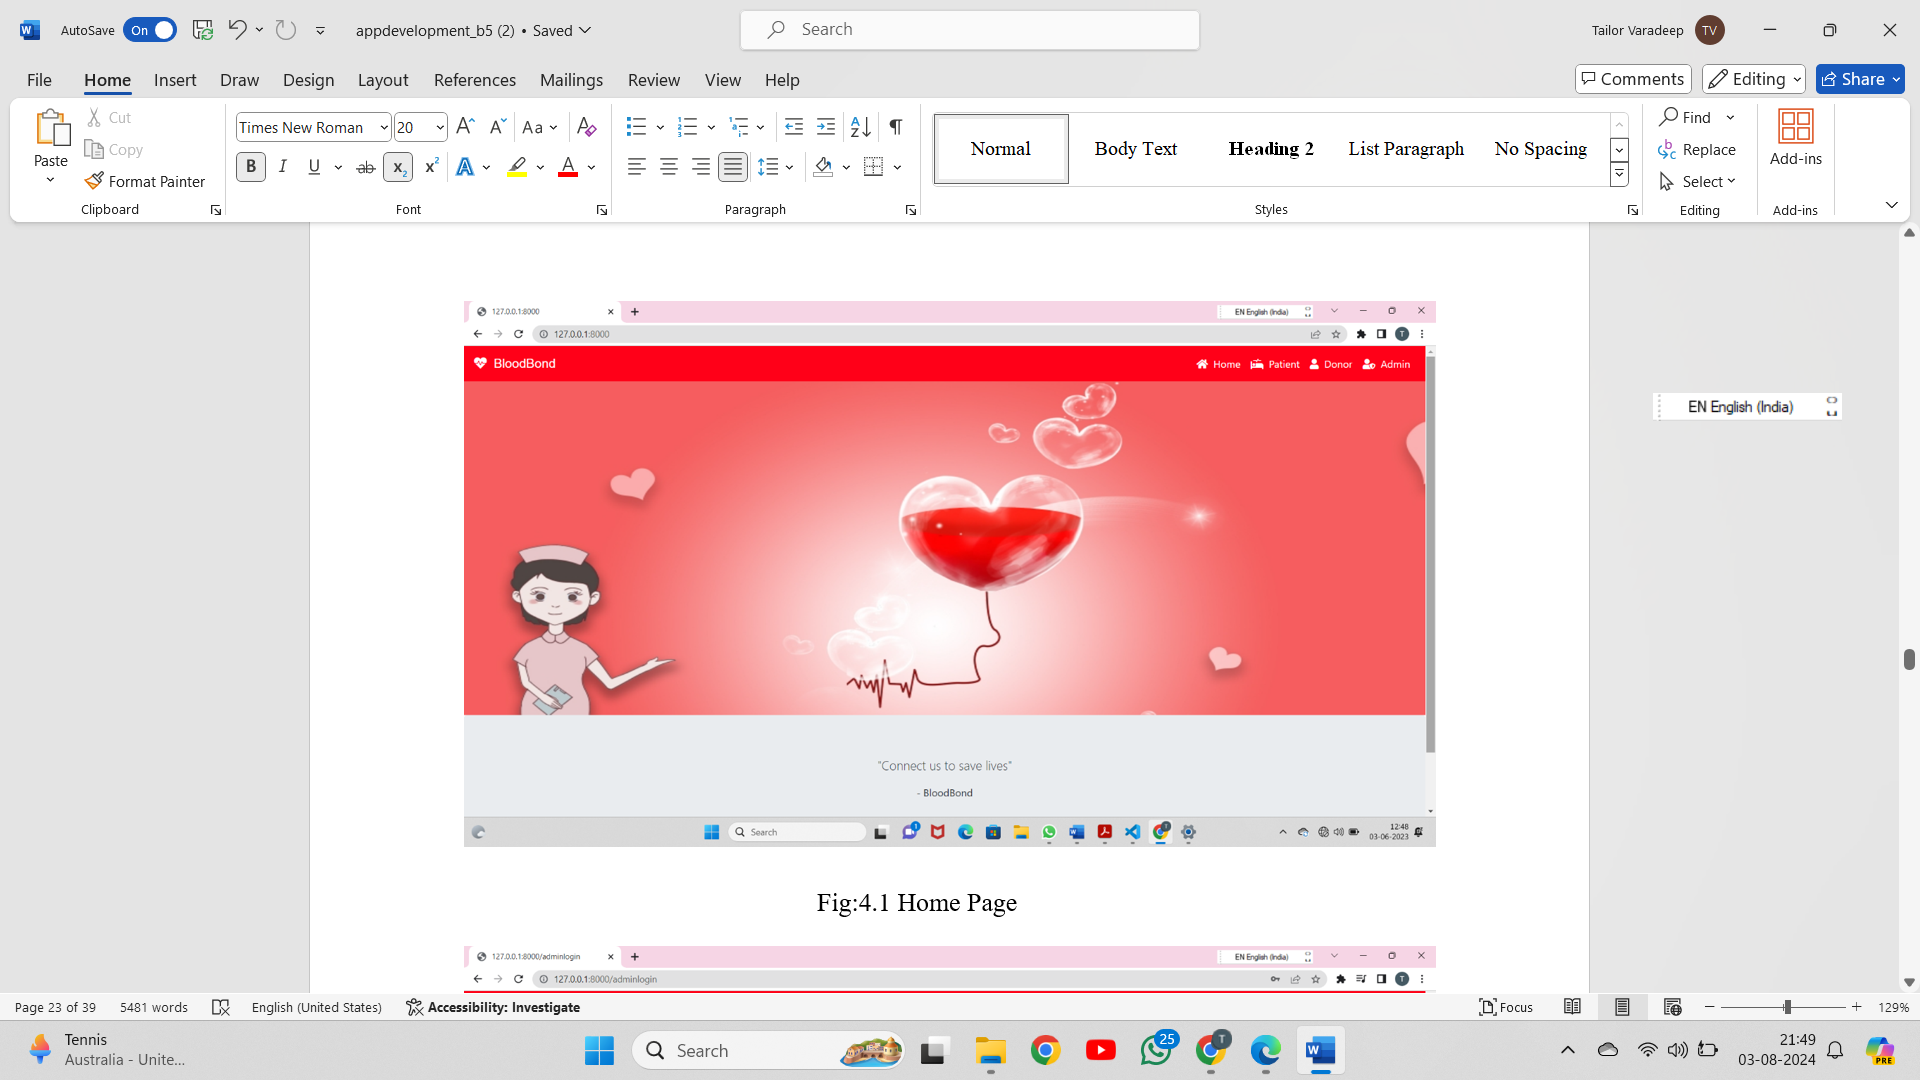 AutoSave On appdevelopment_b5 (2) • Saved Search Tailor Varadeep TV
File Home Insert Draw Design Layout References Mailings Review View Help Comments Editing Share
Paste Cut Copy Format Painter Clipboard
Times New Roman 20 Font
Paragraph
Normal Body Text Heading 2 List Paragraph No Spacing Styles
Find Replace Select Editing
Add-ins Add-ins
127.0.0.1:8000 EN English (India)
127.0.0.1:8000
BloodBond Home Patient Donor Admin
EN English (India)
"Connect us to save lives"
- BloodBond
Search 12:48
03-06-2023
Fig:4.1 Home Page
127.0.0.1:8000/adminlogin EN English (India)
127.0.0.1:8000/adminlogin
Page 23 of 39 5481 words English (United States) Accessibility: Investigate Focus 129%
Tennis
Australia - Unite...
Search 25 21:49
03-08-2024
PRE